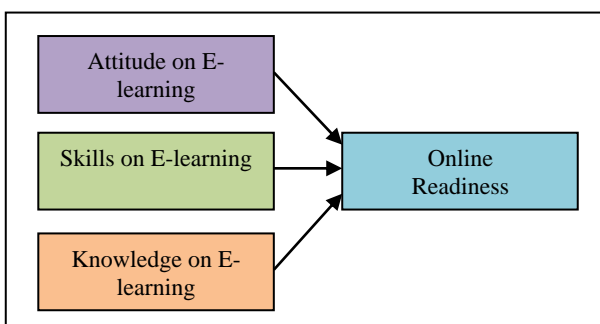 Attitude on E-
learning
Skills on E-learning
Online
Readiness
Knowledge on E-
learning